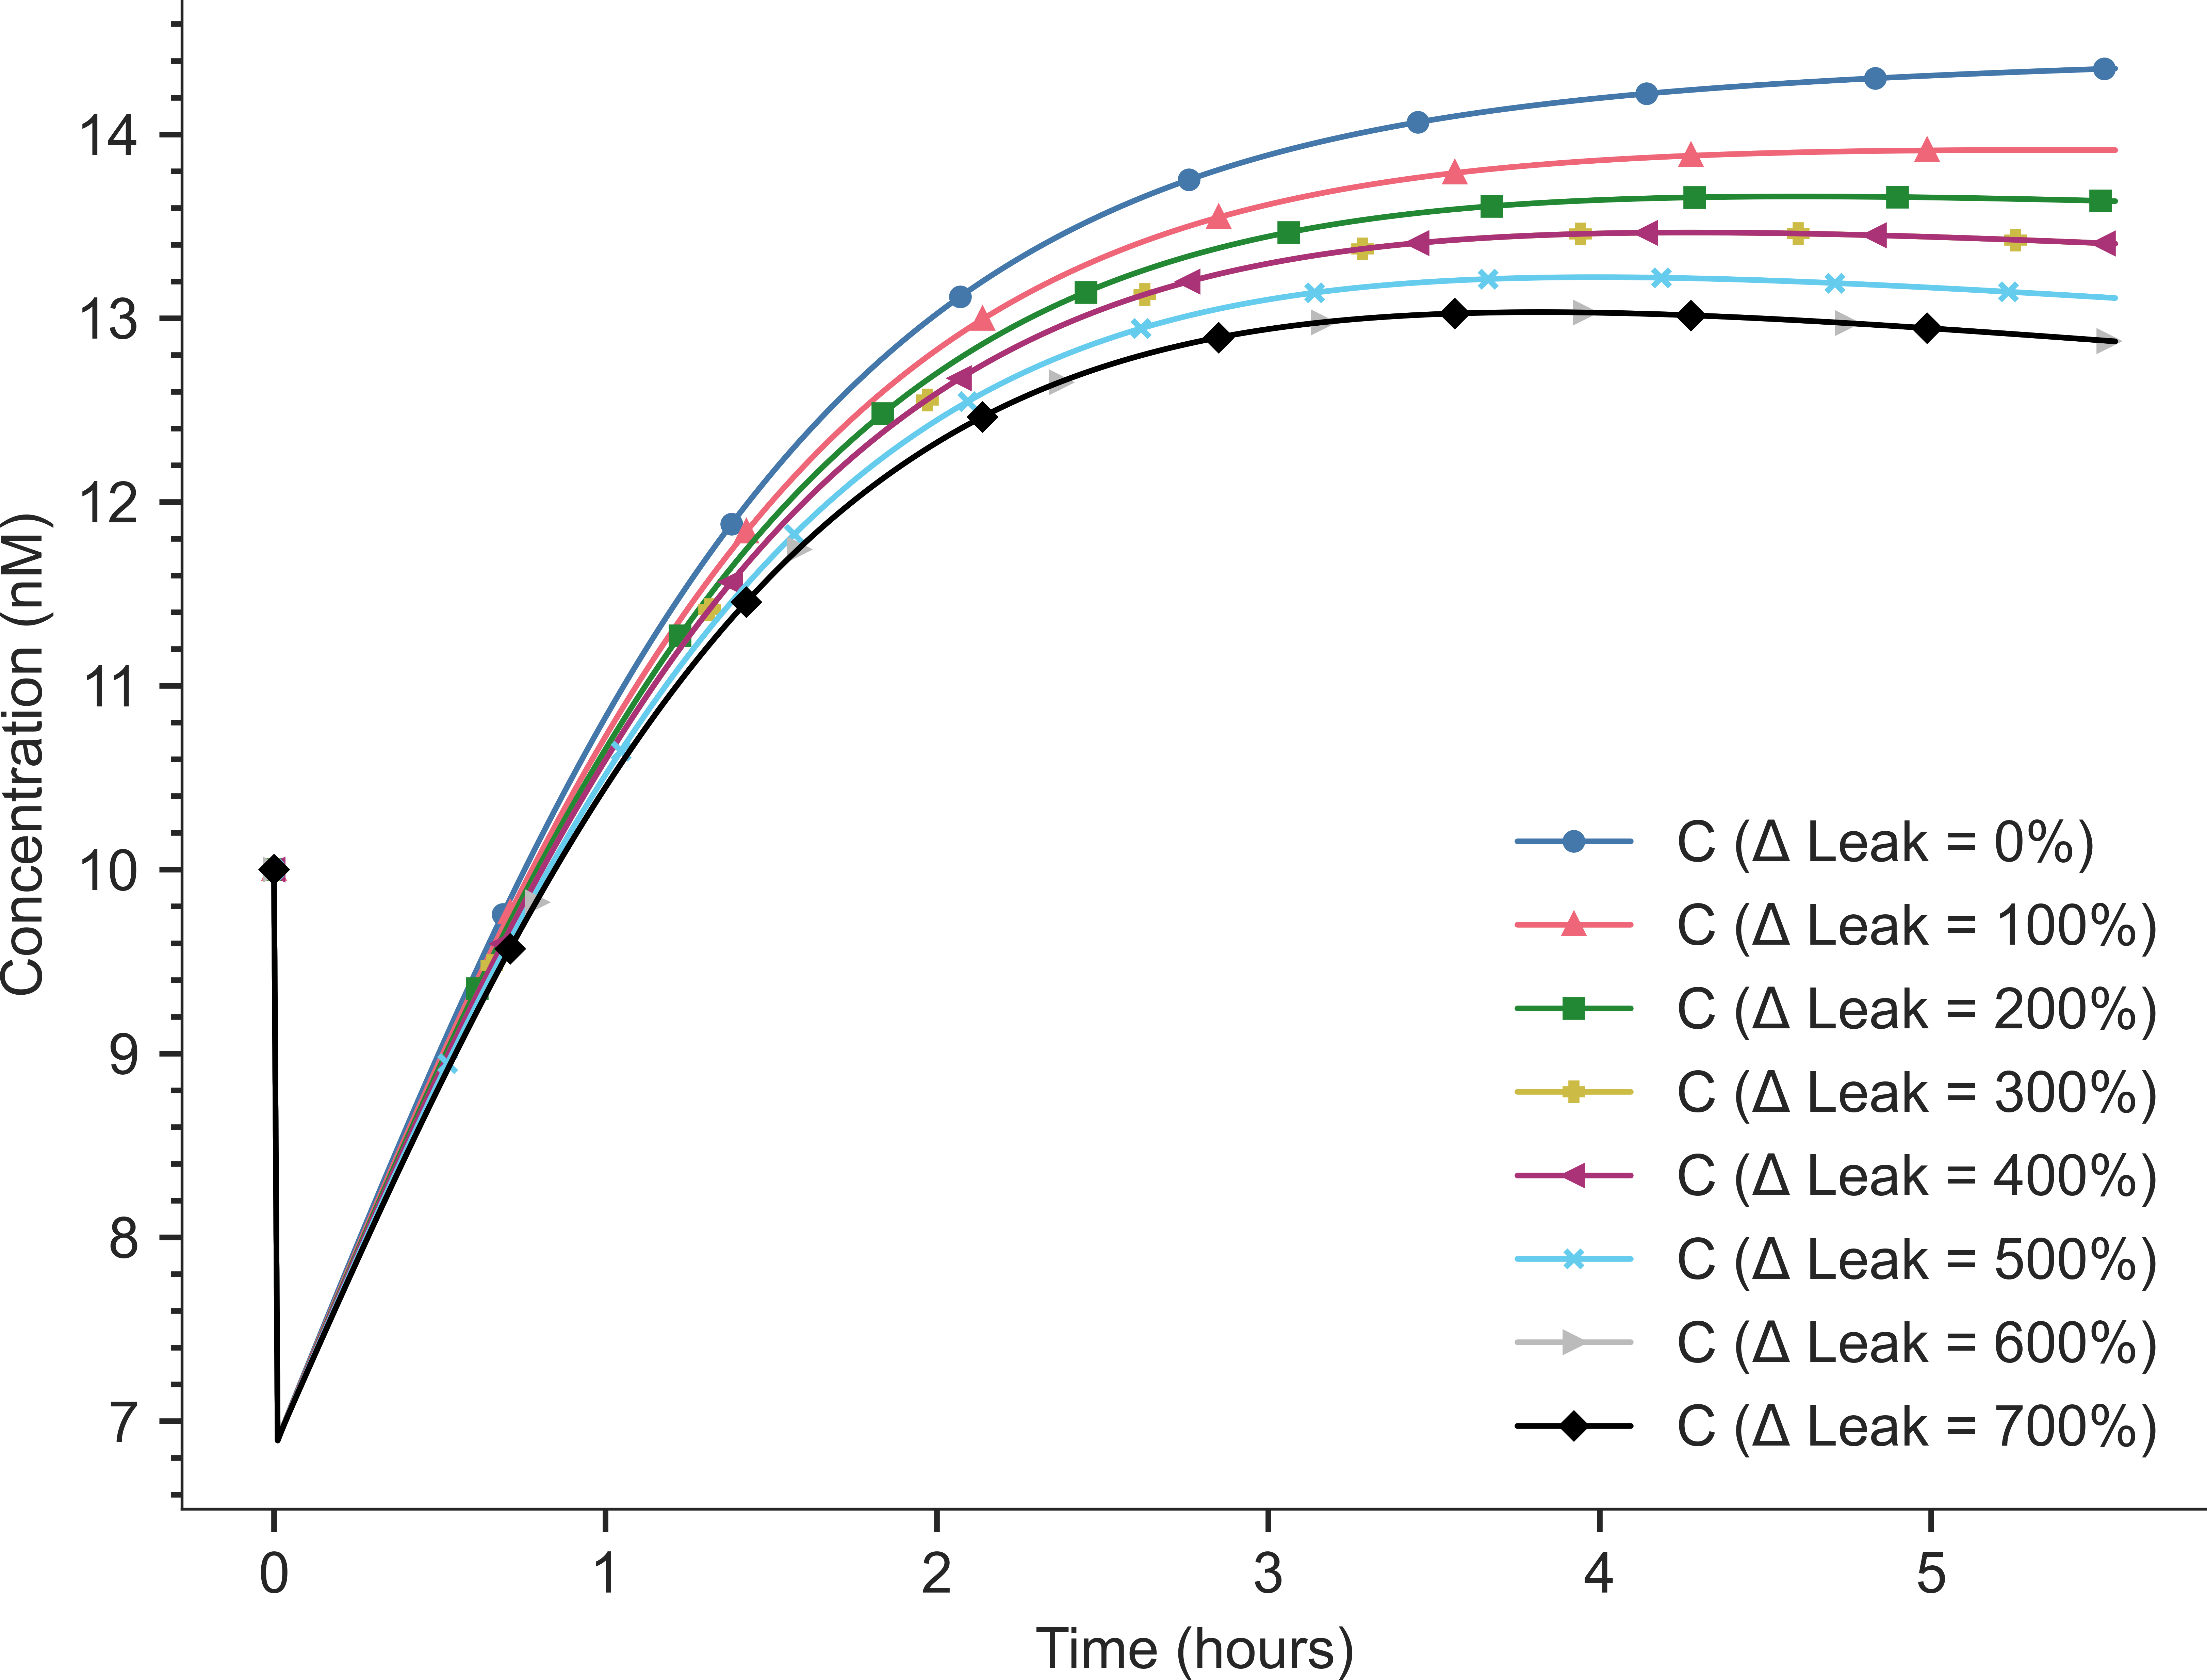 Concentration (nM)
14
13
12
11
10
9
8
7
C (Δ Leak = 0%)
C (Δ Leak = 100%)
C (Δ Leak = 200%)
C (Δ Leak = 300%)
C (Δ Leak = 400%)
C (Δ Leak = 500%)
C (Δ Leak = 600%)
C (Δ Leak = 700%)
0 1 2 3 4 5
Time (hours)